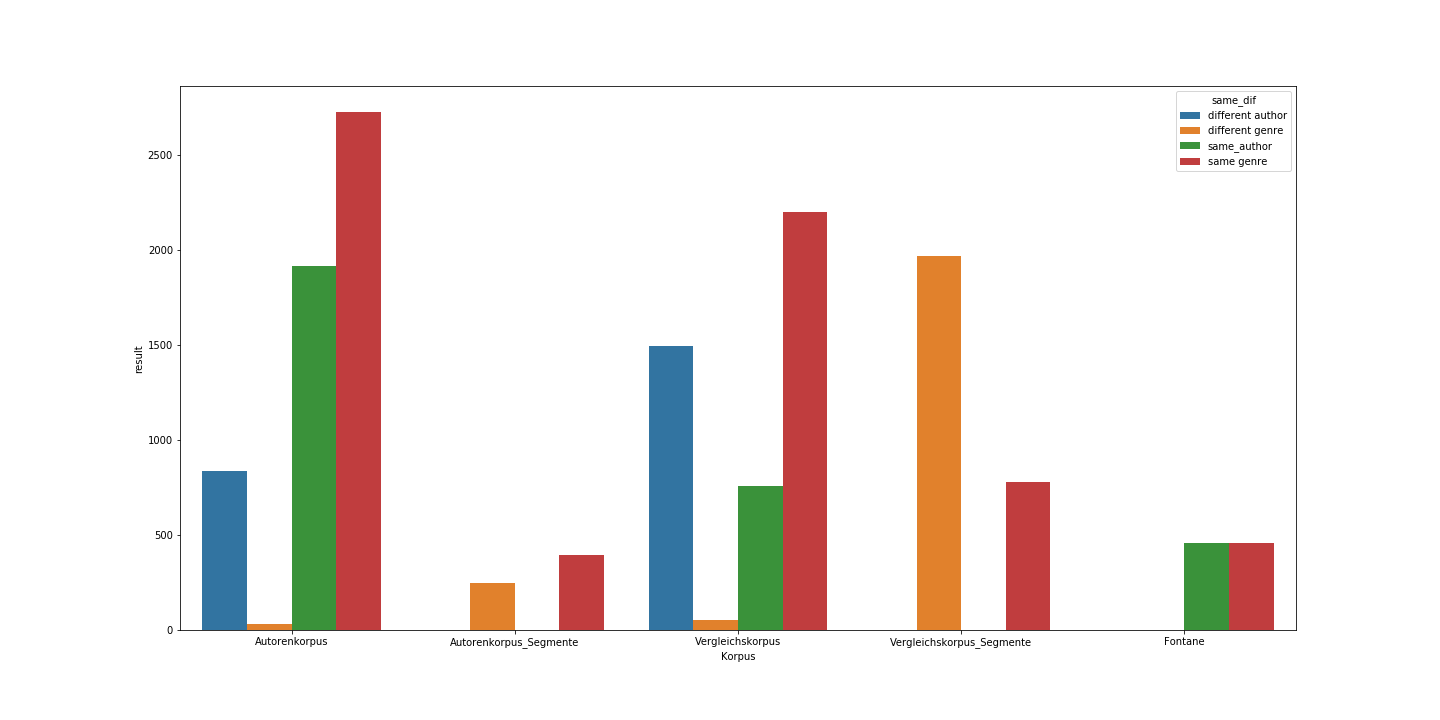 same_dif
different author
different genre
same_author
same genre
2500
2000
1500
1000
500
0
result
Autorenkorpus
Autorenkorpus_Segmente
Vergleichskorpus
Vergleichskorpus_Segmente
Fontane
Korpus